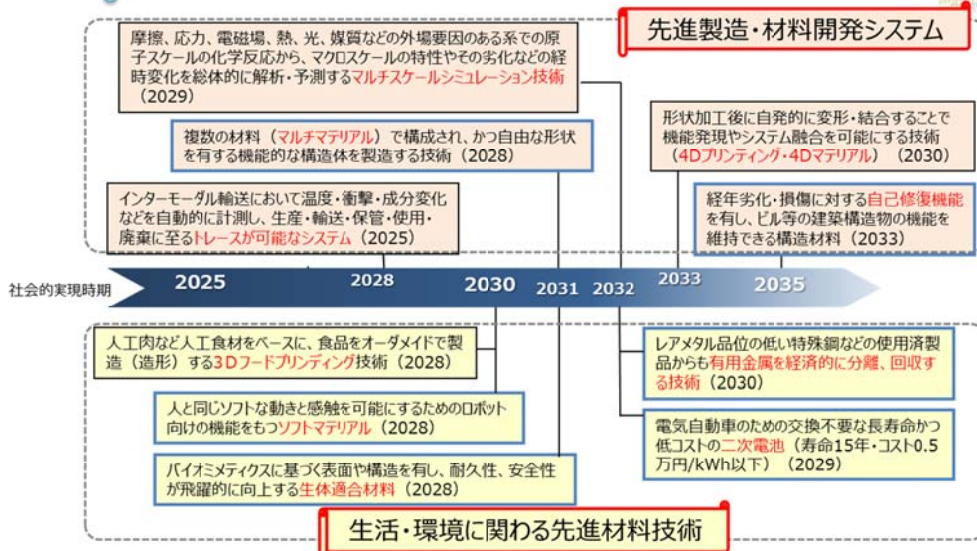 先進製造・材料開発システム
摩擦、応力、電磁場、熱、光、媒質などの外場要因のある系での原
子スケールの化学反応から、マクロスケールの特性やその劣化などの経
時変化を総体的に解析・予測するマルチスケールシミュレーション技術
(2029)
複数の材料（マルチマテリアル）で構成され、かつ自由な形状
を有する機能的な構造体を製造する技術（2028）
形状加工後に自発的に変形・結合することで
機能発現やシステム融合を可能にする技術
（4Dプリンティング・4Dマテリアル）（2030）
インターモーダル輸送において温度・衝撃・成分変化
などを自動的に計測し、生産・輸送・保管・使用・
廃棄に至るトレースが可能なシステム（2025）
経年劣化・損傷に対する自己修復機能
を有し、ビル等の建築構造物の機能を
維持できる構造材料（2033）
社会的実現時期
2025 2028 2030 2031 2032 2033 2035
人工肉など人工食材をベースに、食品をオーダメイドで製
造（造形）する3Dフードプリンディング技術（2028）
人と同じソフトな動きと感触を可能にするためのロボット
向けの機能をもつソフトマテリアル（2028）
バイオミメティクスに基づく表面や構造を有し、耐久性、安全性
が飛躍的に向上する生体適合材料（2028）
レアメタル品位の低い特殊鋼などの使用済製
品からも有用金属を経済的に分離、回収す
る技術（2030）
電気自動車のための交換不要な長寿命かつ
低コストの二次電池（寿命15年・コスト0.5
万円/kWh以下）（2029）
生活・環境に関わる先進材料技術